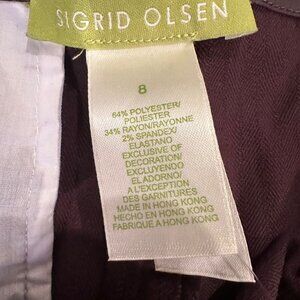 SIGRID OLSEN
8
64% POLYESTER/
POLIESTER
34% RAYON/RAYONNE
2% SPANDEX/
ELASTANO
EXCLUSIVE OF
DECORATION/
EXCLUYENDO
EL ADORNO/
A L'EXCEPTION
DES GARNITURES
MADE IN HONG KONG
HECHO EN HONG KONG
FABRIQUE A HONG KONG